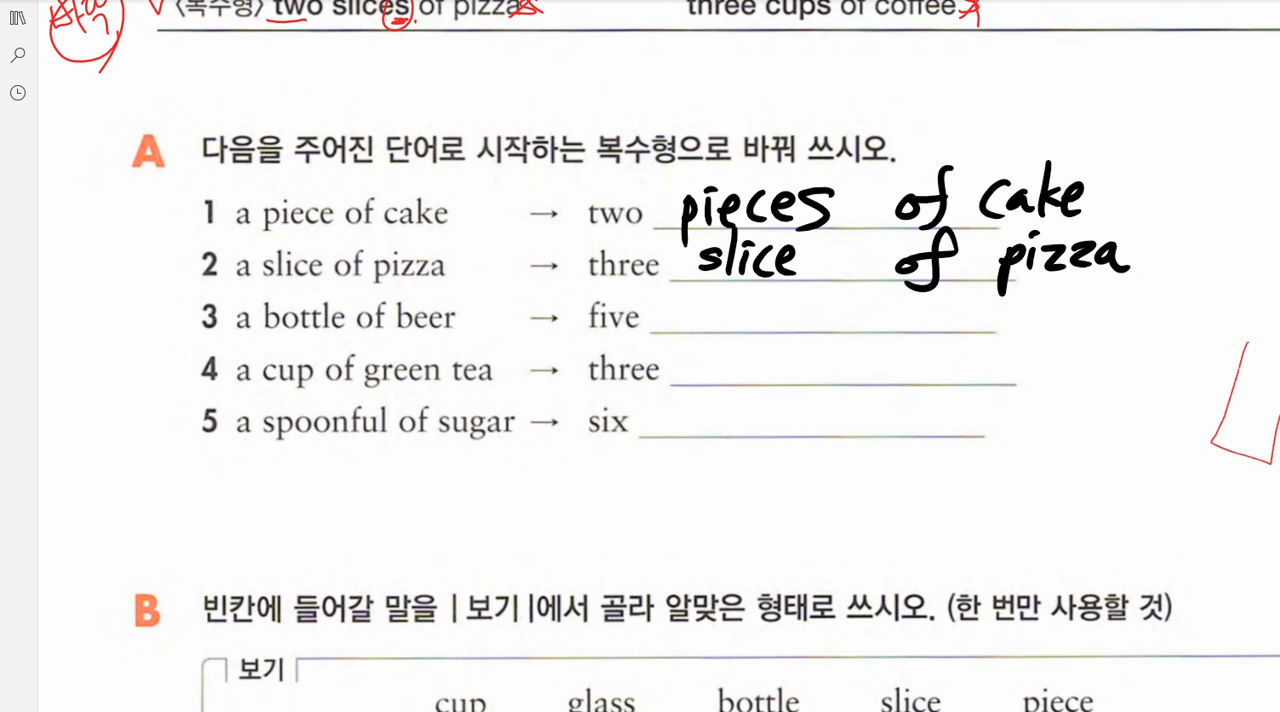 <복수형> two slices of pizza three cups of coffee
A 다음을 주어진 단어로 시작하는 복수형으로 바꿔 쓰시오.
1 a piece of cake → two pieces of cake
2 a slice of pizza → three slice of pizza
3 a bottle of beer → five
4 a cup of green tea → three
5 a spoonful of sugar → six
B 빈칸에 들어갈 말을 | 보기 |에서 골라 알맞은 형태로 쓰시오. (한 번만 사용할 것)
보기
cup glass bottle slice piece